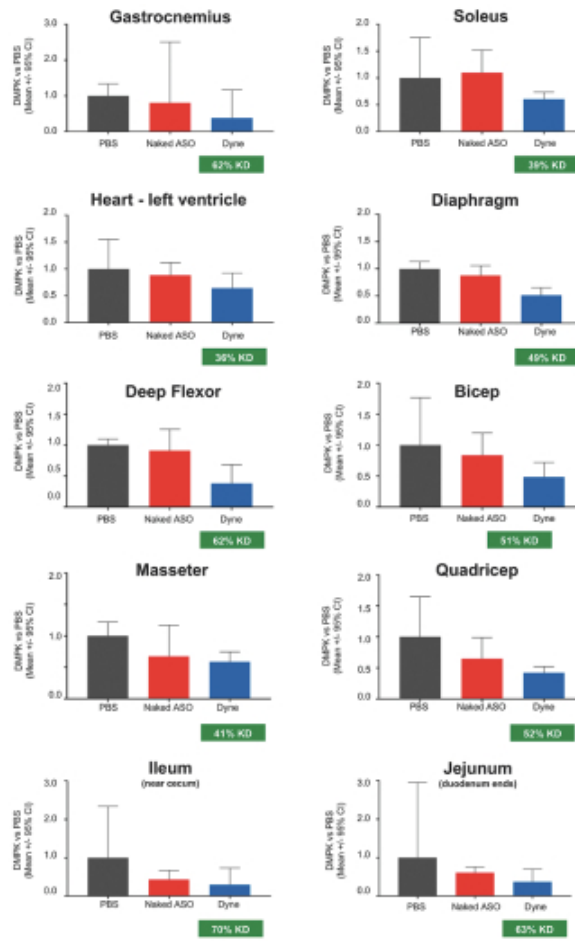 Gastrocnemius
DMPK vs PBS
(Mean +/- 95% CI)
3.0
2.0
1.0
0.0
PBS
Naked ASO
Dyne
62% KD
Soleus
DMPK vs PBS
(Mean +/- 95% CI)
2.0
1.5
1.0
0.5
0.0
PBS
Naked ASO
Dyne
39% KD
Heart - left ventricle
DMPK vs PBS
(Mean +/- 95% CI)
2.0
1.5
1.0
0.5
0.0
PBS
Naked ASO
Dyne
36% KD
Diaphragm
DMPK vs PBS
(Mean +/- 95% CI)
2.0
1.5
1.0
0.5
0.0
PBS
Naked ASO
Dyne
49% KD
Deep Flexor
DMPK vs PBS
(Mean +/- 95% CI)
2.0
1.5
1.0
0.5
0.0
PBS
Naked ASO
Dyne
62% KD
Bicep
DMPK vs PBS
(Mean +/- 95% CI)
2.0
1.5
1.0
0.5
0.0
PBS
Naked ASO
Dyne
51% KD
Masseter
DMPK vs PBS
(Mean +/- 95% CI)
2.0
1.0
0.0
PBS
Naked ASO
Dyne
41% KD
Quadricep
DMPK vs PBS
(Mean +/- 95% CI)
2.0
1.5
1.0
0.5
0.0
PBS
Naked ASO
Dyne
52% KD
Ileum
(near cecum)
DMPK vs PBS
(Mean +/- 95% CI)
3.0
2.0
1.0
0.0
PBS
Naked ASO
Dyne
70% KD
Jejunum
(duodenum ends)
DMPK vs PBS
(Mean +/- 95% CI)
3.0
2.0
1.0
0.0
PBS
Naked ASO
Dyne
63% KD